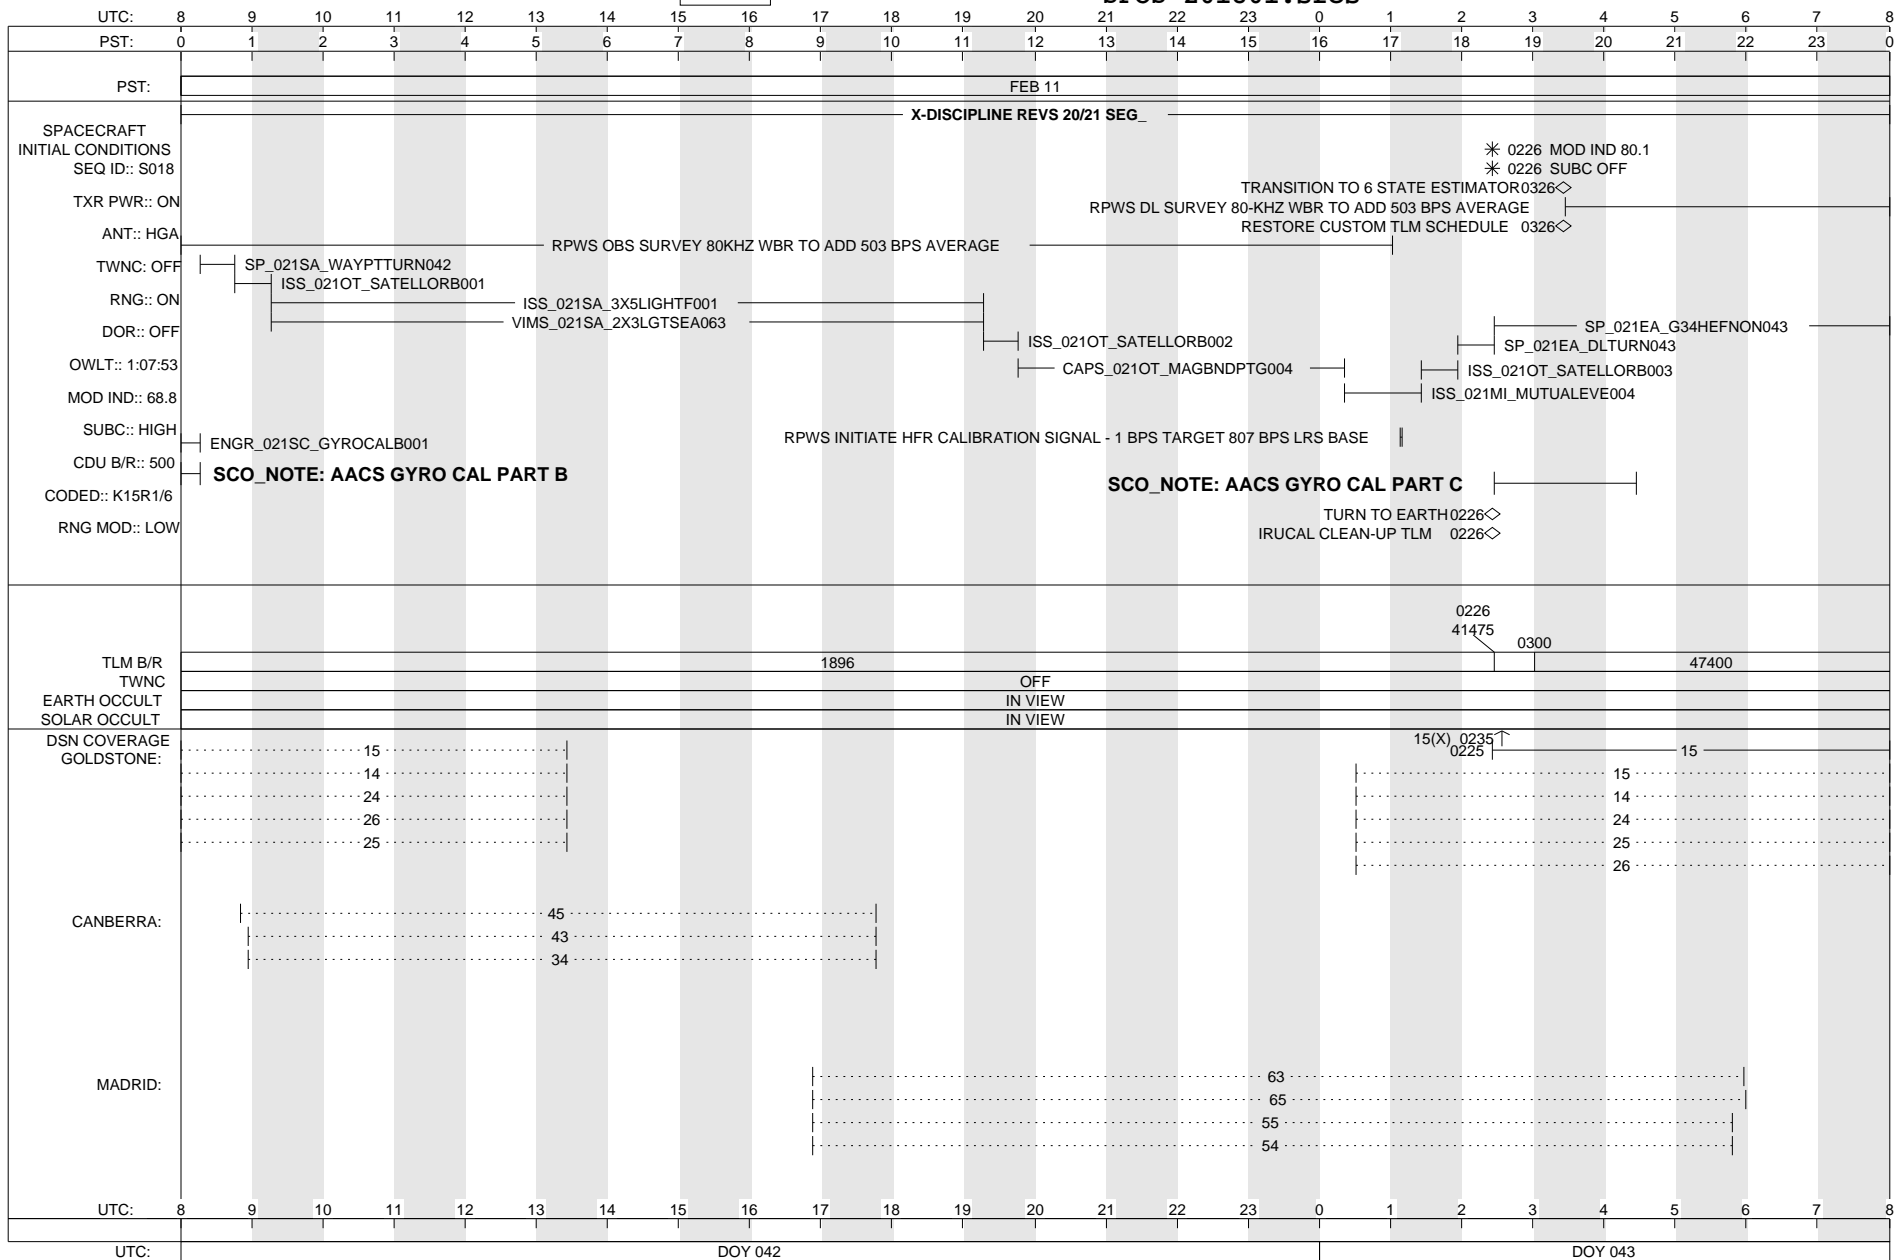 UTC: 8 9 10 11 12 13 14 15 16 17 18 19 20 21 22 23 0 1 2 3 4 5 6 7 8
PST: 0 1 2 3 4 5 6 7 8 9 10 11 12 13 14 15 16 17 18 19 20 21 22 23 0
PST: FEB 11
X-DISCIPLINE REVS 20/21 SEG_
SPACECRAFT
INITIAL CONDITIONS
0226 MOD IND 80.1
SEQ ID:: S018
0226 SUBC OFF
TRANSITION TO 6 STATE ESTIMATOR 0326
TXR PWR:: ON
RPWS DL SURVEY 80-KHZ WBR TO ADD 503 BPS AVERAGE
RESTORE CUSTOM TLM SCHEDULE 0326
ANT:: HGA
RPWS OBS SURVEY 80KHZ WBR TO ADD 503 BPS AVERAGE
TWNC: OFF
SP_021SA_WAYPTTURN042
ISS_021OT_SATELLORB001
RNG:: ON
ISS_021SA_3X5LIGHTF001
VIMS_021SA_2X3LGTSEA063
SP_021EA_G34HEFNON043
DOR:: OFF
ISS_021OT_SATELLORB002
SP_021EA_DLTURN043
OWLT:: 1:07:53
CAPS_021OT_MAGBNDPTG004
ISS_021OT_SATELLORB003
MOD IND:: 68.8
ISS_021MI_MUTUALEVE004
SUBC:: HIGH
ENGR_021SC_GYROCALB001
RPWS INITIATE HFR CALIBRATION SIGNAL - 1 BPS TARGET 807 BPS LRS BASE
CDU B/R:: 500
SCO_NOTE: AACS GYRO CAL PART B
SCO_NOTE: AACS GYRO CAL PART C
CODED:: K15R1/6
TURN TO EARTH 0226
RNG MOD:: LOW
IRUCAL CLEAN-UP TLM 0226
0226
41475
0300
TLM B/R 1896 47400
TWNC OFF
EARTH OCCULT IN VIEW
SOLAR OCCULT IN VIEW
DSN COVERAGE
15(X) 0235
GOLDSTONE: 15 0225 15
14 15
24 14
26 24
25 25
26
CANBERRA: 45
43
34
MADRID: 63
65
55
54
UTC: 8 9 10 11 12 13 14 15 16 17 18 19 20 21 22 23 0 1 2 3 4 5 6 7 8
UTC: DOY 042 DOY 043